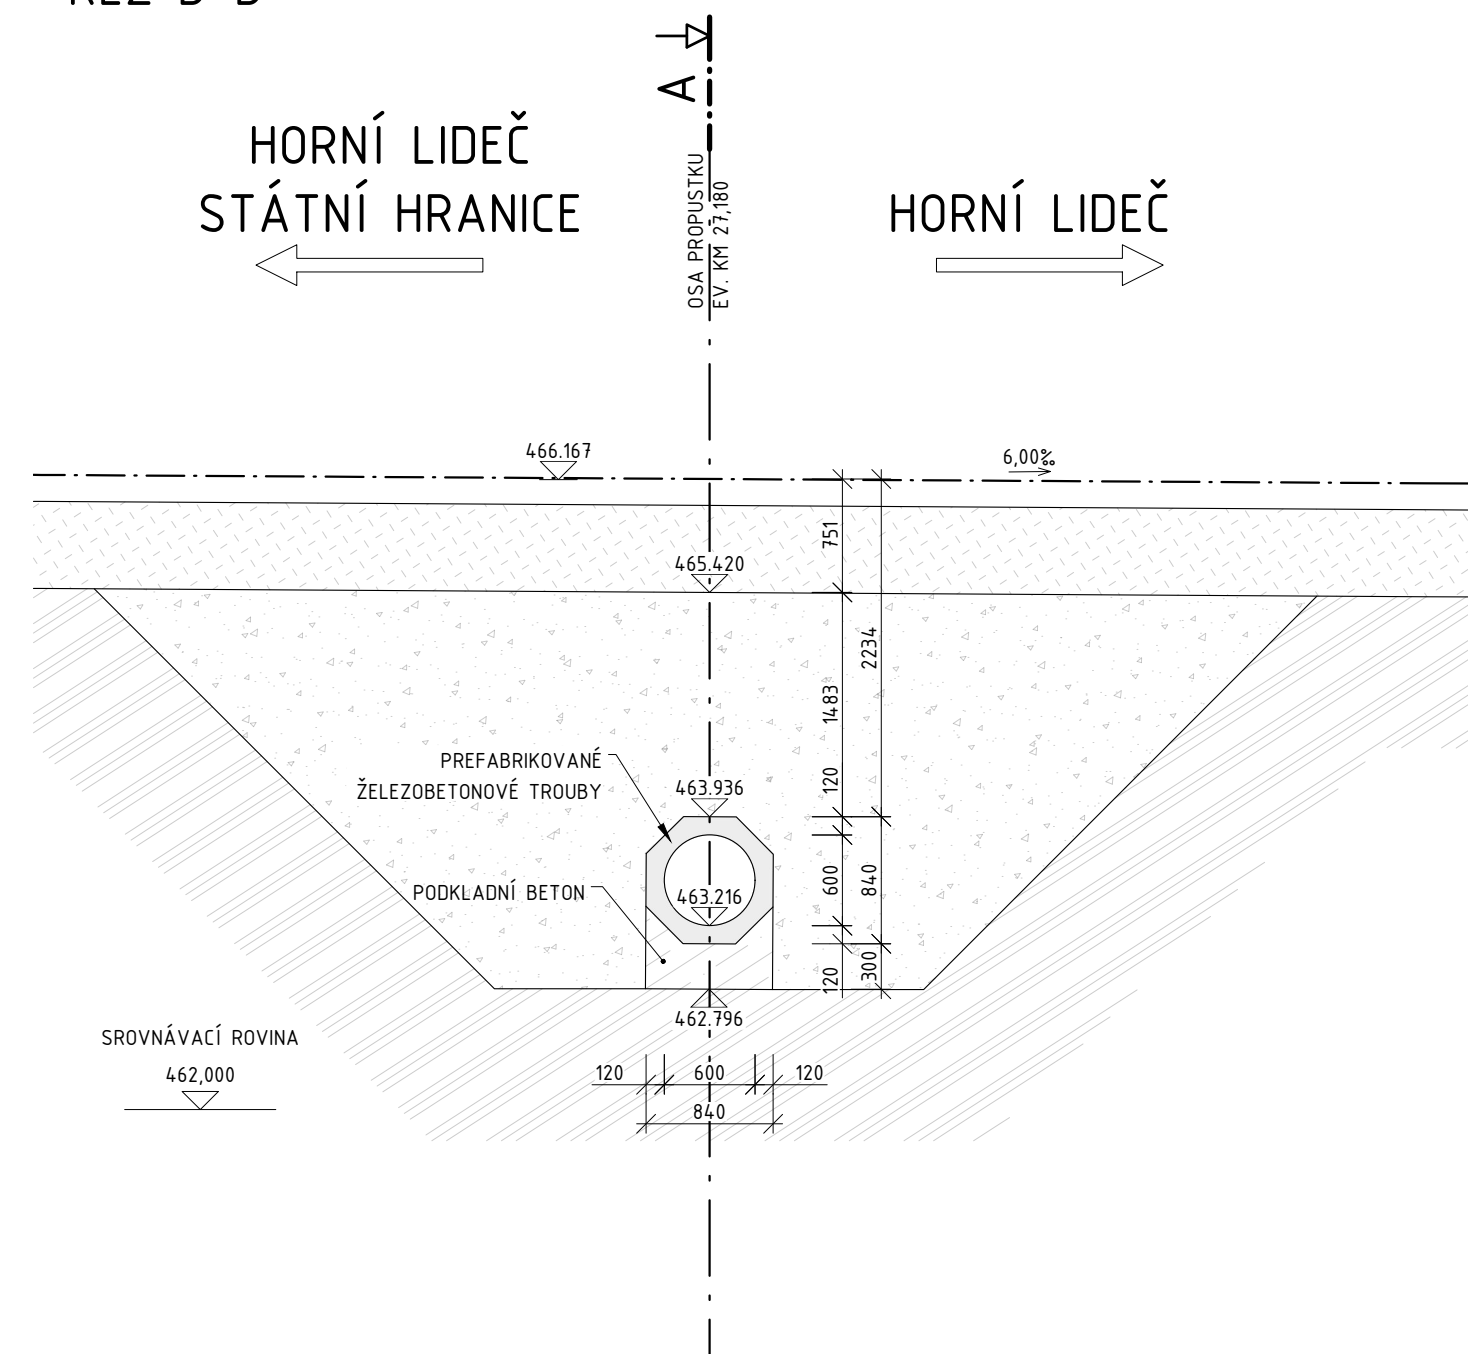 A
HORNÍ LIDEČ
STÁTNÍ HRANICE
HORNÍ LIDEČ
OSA PROPUSTKU
EV. KM 27,180
466.167
6,00‰
751
465.420
2234
1483
PREFABRIKOVANÉ
ŽELEZOBETONOVÉ TROUBY
463.936
120
PODKLADNÍ BETON
463.216
600
840
120
300
462.796
SROVNÁVACÍ ROVINA
462,000
120
600
120
840